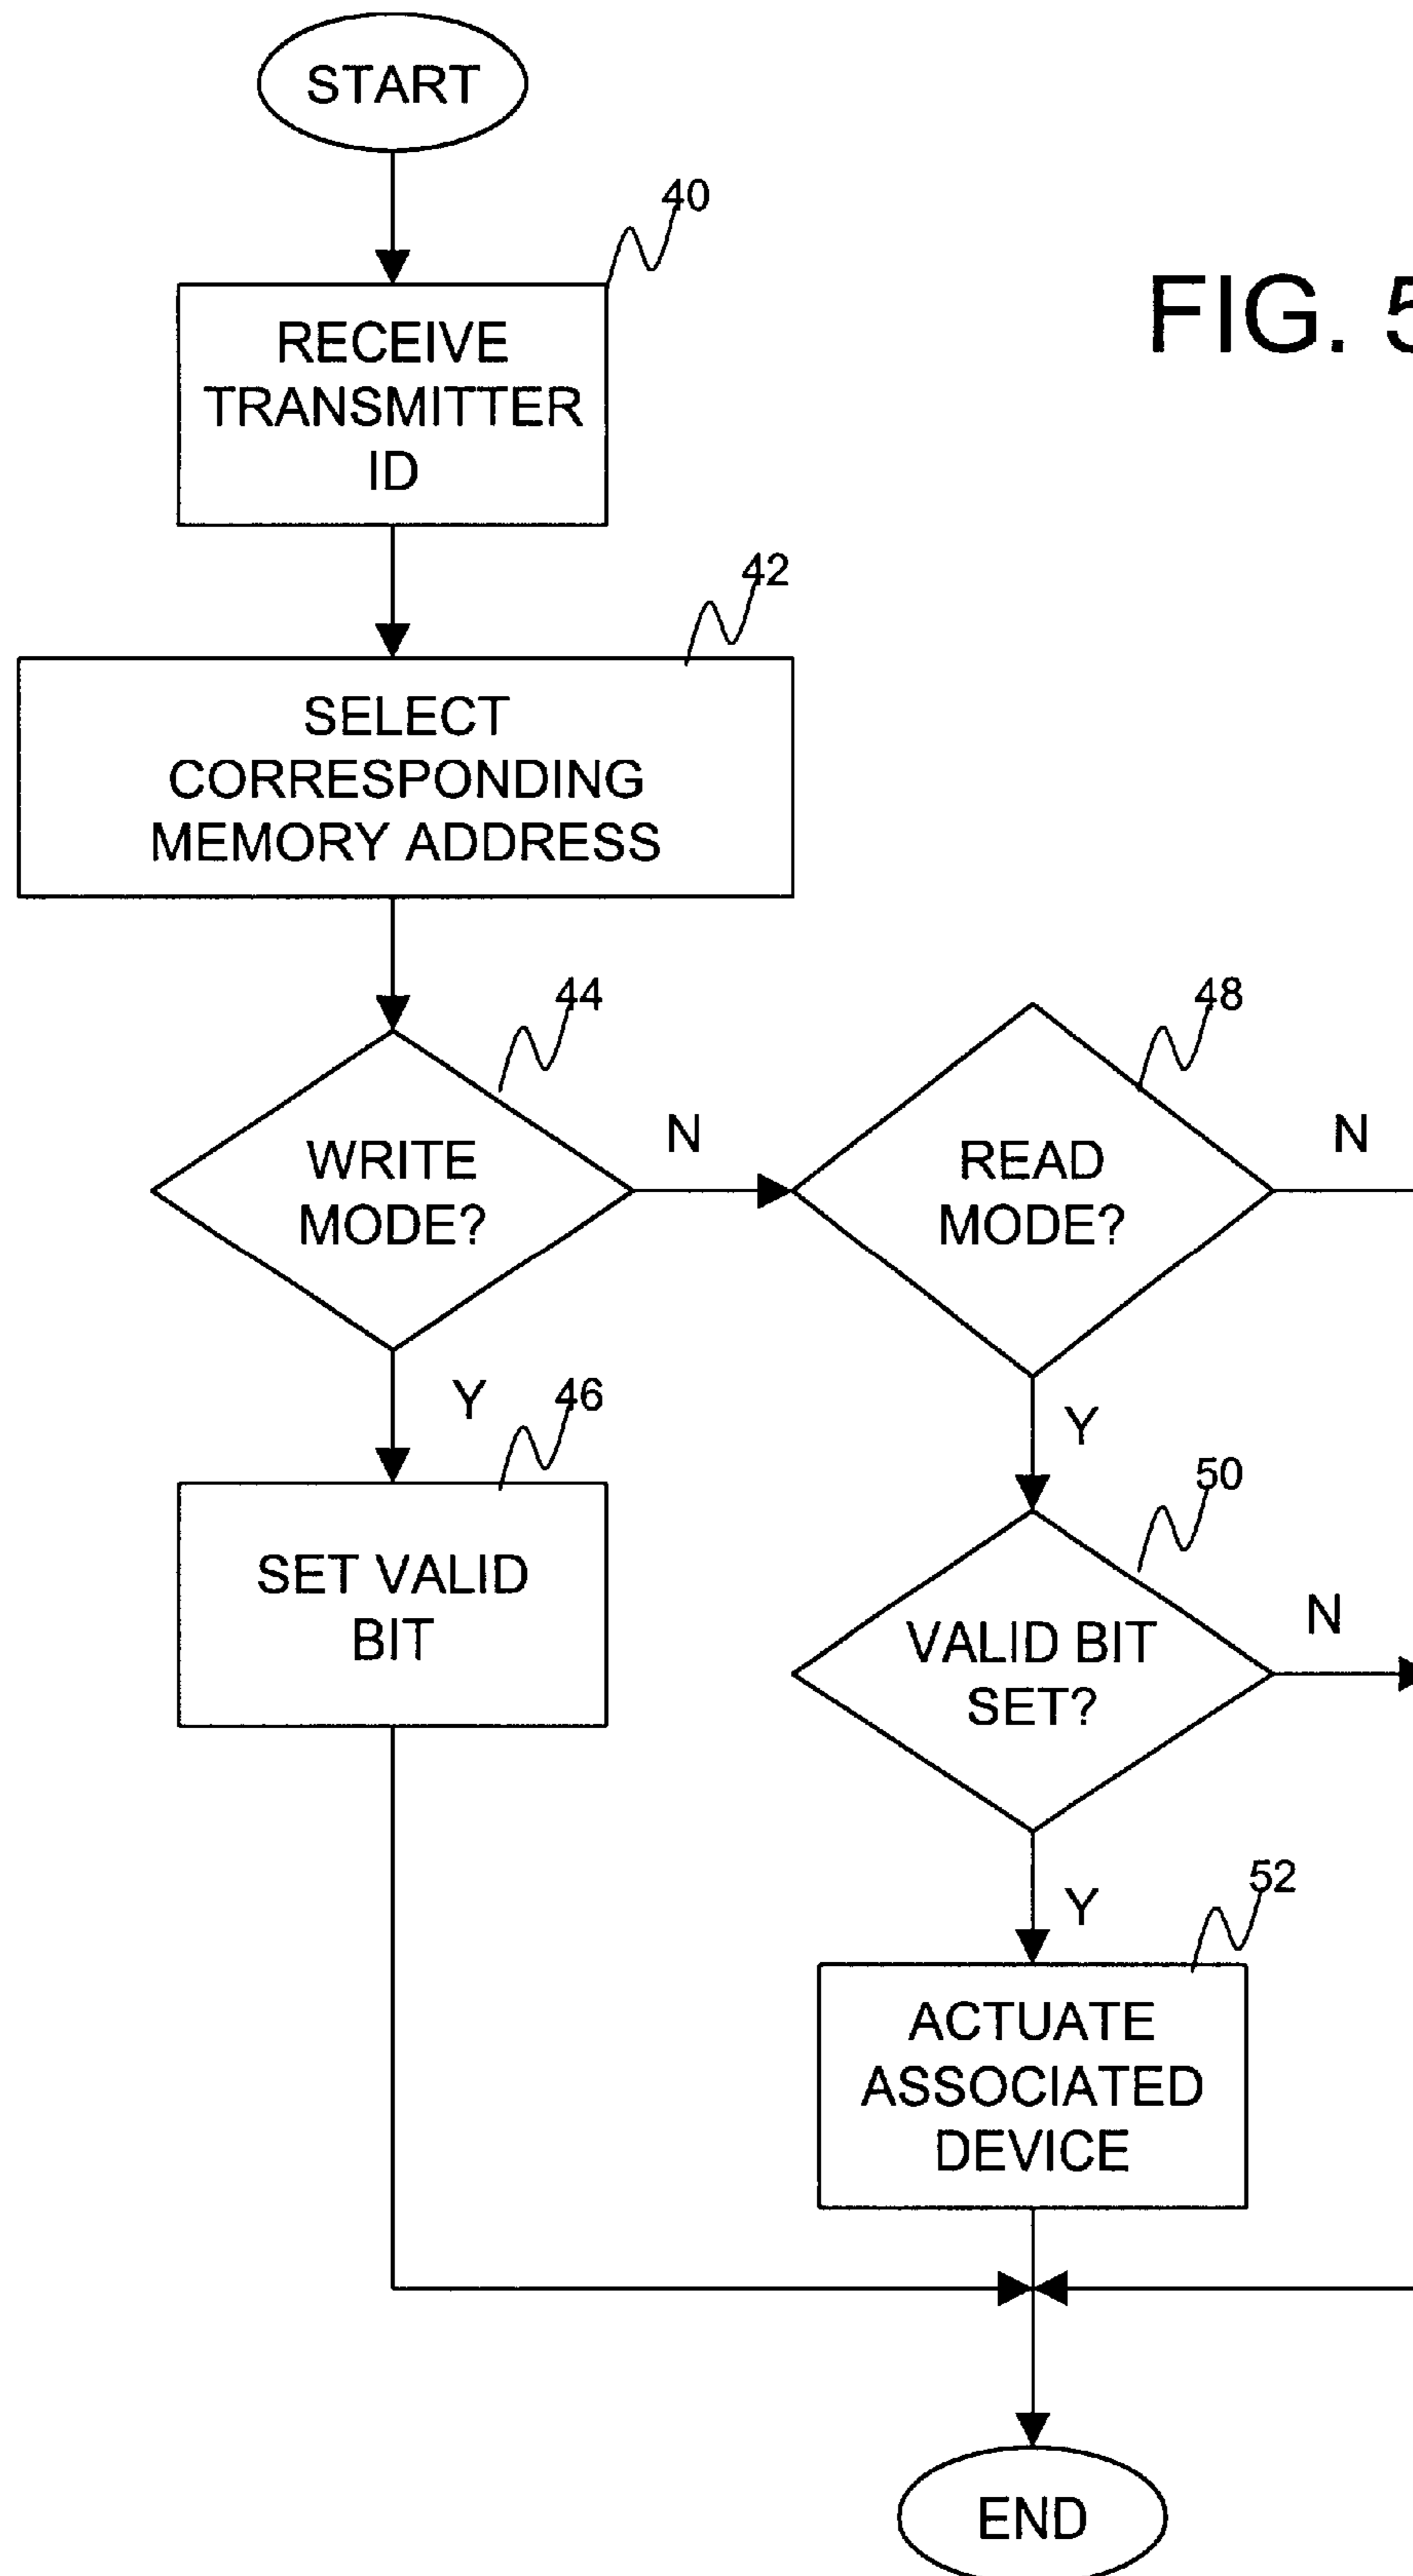 START
40
FIG. 5
RECEIVE
TRANSMITTER
ID
42
SELECT
CORRESPONDING
MEMORY ADDRESS
44
48
WRITE
MODE?
N
READ
MODE?
N
Y
46
Y
50
SET VALID
BIT
VALID BIT
SET?
N
Y
52
ACTUATE
ASSOCIATED
DEVICE
END